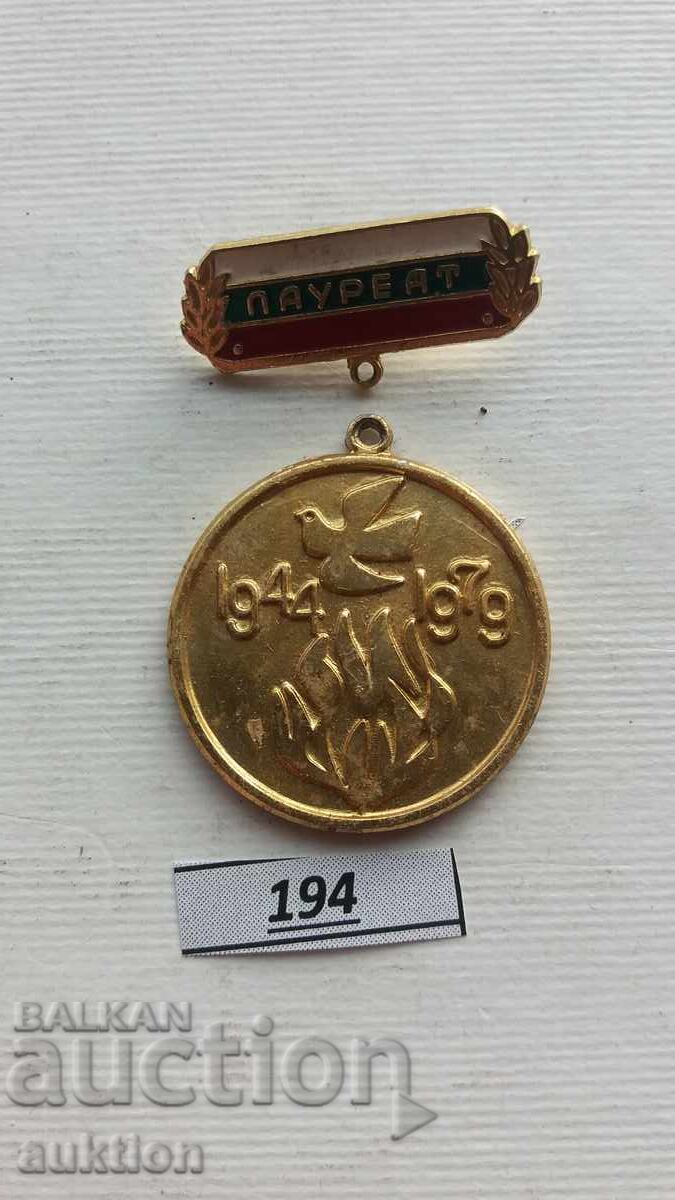 ЛАУРЕАТ
1944 1979
194
BALKAN
auction
auktion